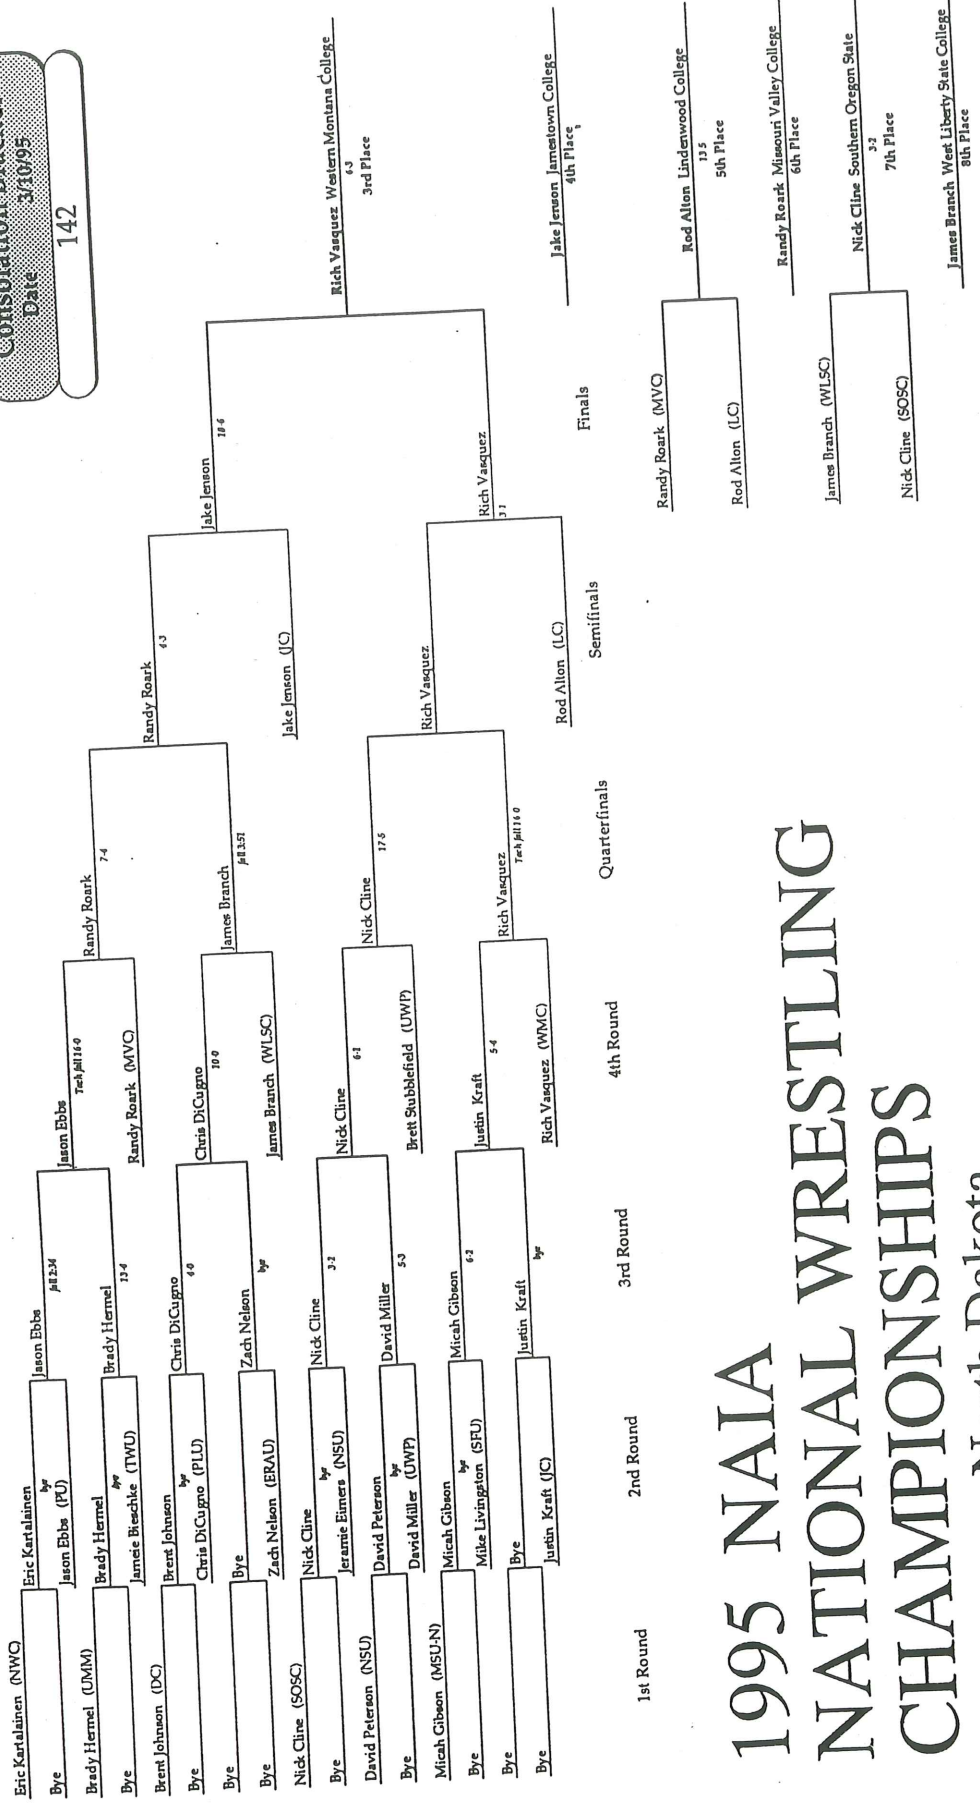 Consolation Bracket
Date 3/10/95
142
Eric Kartalainen (NWC)
Bye
Brady Hermel (UMM)
Bye
Brent Johnson (DC)
Bye
Bye
Bye
Nick Cline (SOSC)
Bye
David Peterson (NSU)
Bye
Micah Gibson (MSU-N)
Bye
Bye
Bye
1st Round
Eric Kartalainen
bye
Jason Ebbs (PU)
Brady Hermel
bye
Jameie Bieschke (TWU)
Brent Johnson
bye
Chris DiCugno (PLU)
Bye
Zach Nelson (ERAU)
Nick Cline
bye
Jeramie Eimers (NSU)
David Peterson
bye
David Miller (UWP)
Micah Gibson
bye
Mike Livingston (SFU)
Bye
Justin Kraft (JC)
2nd Round
Jason Ebbs
fall 2:34
Brady Hermel
13-4
Chris DiCugno
4-0
Zach Nelson
bye
Nick Cline
3-2
David Miller
5-3
Micah Gibson
6-2
Justin Kraft
bye
3rd Round
Jason Ebbs
Tech fall 16-0
Randy Roark (MVC)
Chris DiCugno
10-0
James Branch (WLSC)
Nick Cline
6-1
Brett Stubblefield (UWP)
Justin Kraft
5-4
Rich Vasquez (WMC)
4th Round
Randy Roark
7-4
James Branch
fall 3:51
Nick Cline
17-5
Rich Vasquez
Tech fall 16-0
Quarterfinals
Randy Roark
4-3
Jake Jenson (JC)
Rich Vasquez
Rod Alton (LC)
Semifinals
Jake Jenson
10-6
Rich Vasquez
3 1
Finals
Rich Vasquez Western Montana College
6-3
3rd Place
Jake Jenson Jamestown College
4th Place
Randy Roark (MVC)
Rod Alton (LC)
Rod Alton Lindenwood College
13 5
5th Place
Randy Roark Missouri Valley College
6th Place
James Branch (WLSC)
Nick Cline (SOSC)
Nick Cline Southern Oregon State
3-2
7th Place
James Branch West Liberty State College
8th Place
1995 NAIA
NATIONAL WRESTLING
CHAMPIONSHIPS
North Dakota